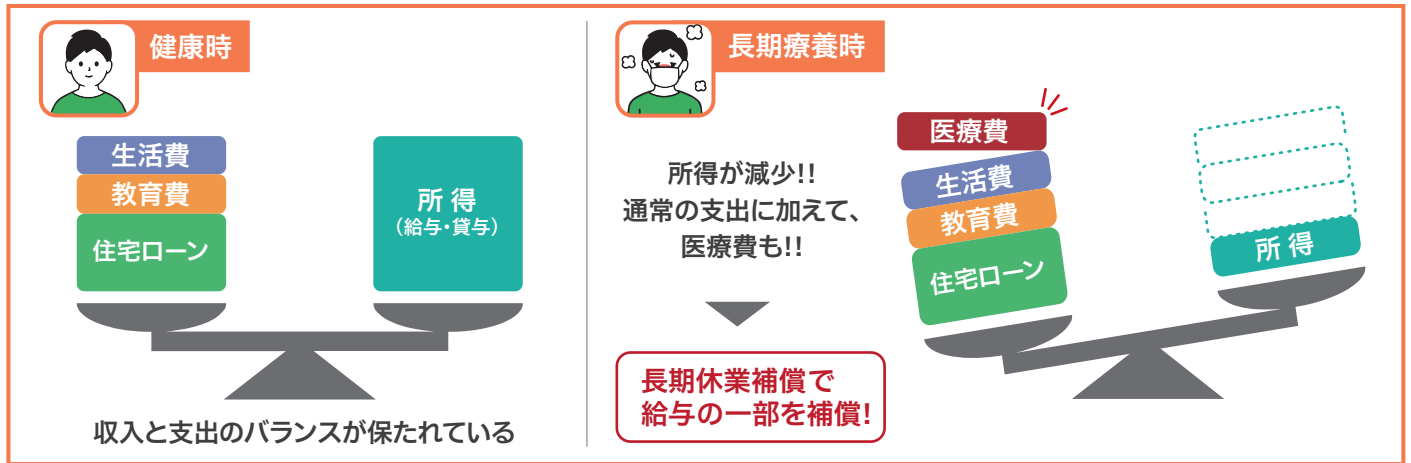 健康時
生活費
教育費
住宅ローン
所 得
（給与・貸与）
収入と支出のバランスが保たれている
長期療養時
所得が減少!!
通常の支出に加えて、
医療費も!!
長期休業補償で
給与の一部を補償!
医療費
生活費
教育費
住宅ローン
所 得